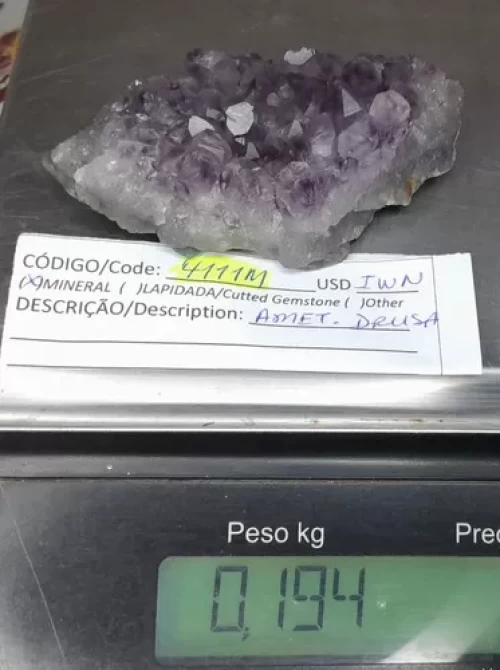 CÓDIGO/Code: 4111M USD IWN
(X)MINERAL ( )LAPIDADA/Cutted Gemstone ( )Other
DESCRIÇÃO/Description: AMET. DRUSA
Peso kg Prec
0,194